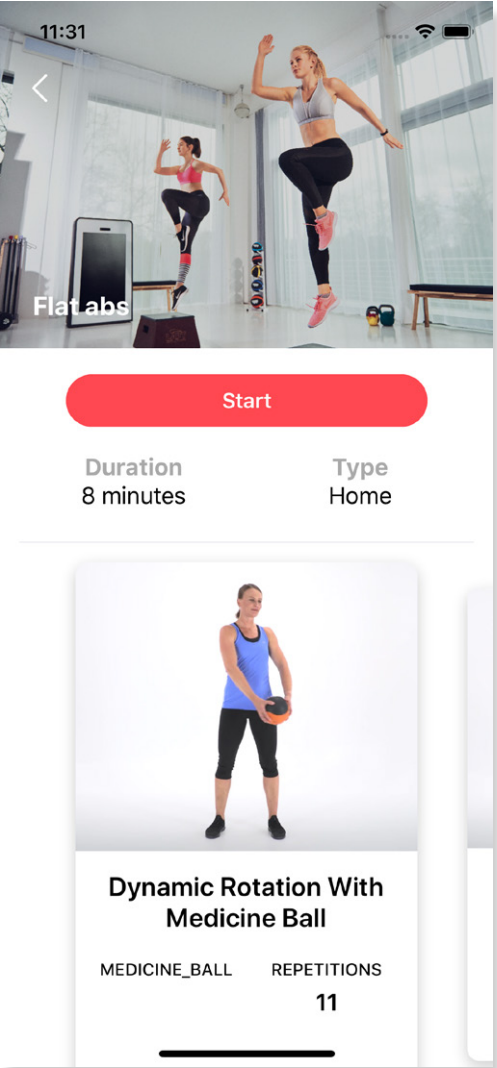 11:31
Flat abs
Start
Duration
Type
8 minutes
Home
Dynamic Rotation With
Medicine Ball
MEDICINE_BALL
REPETITIONS
11